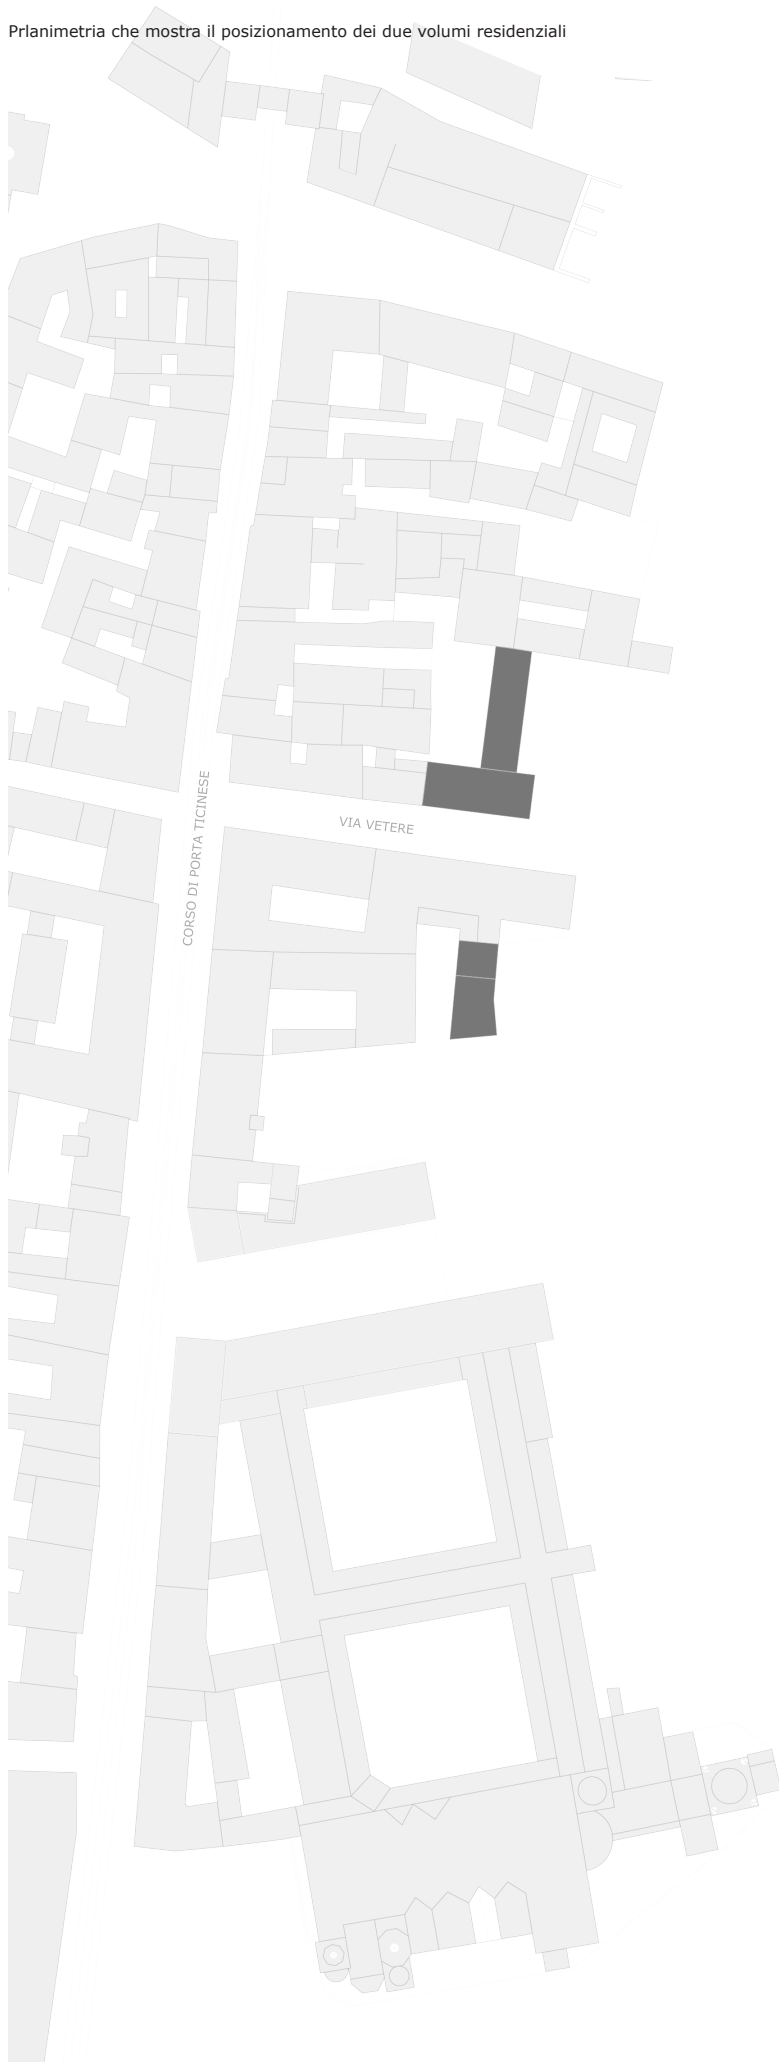 Prlanimetria che mostra il posizionamento dei due volumi residenziali
CORSO DI PORTA TICINESE
VIA VETERE